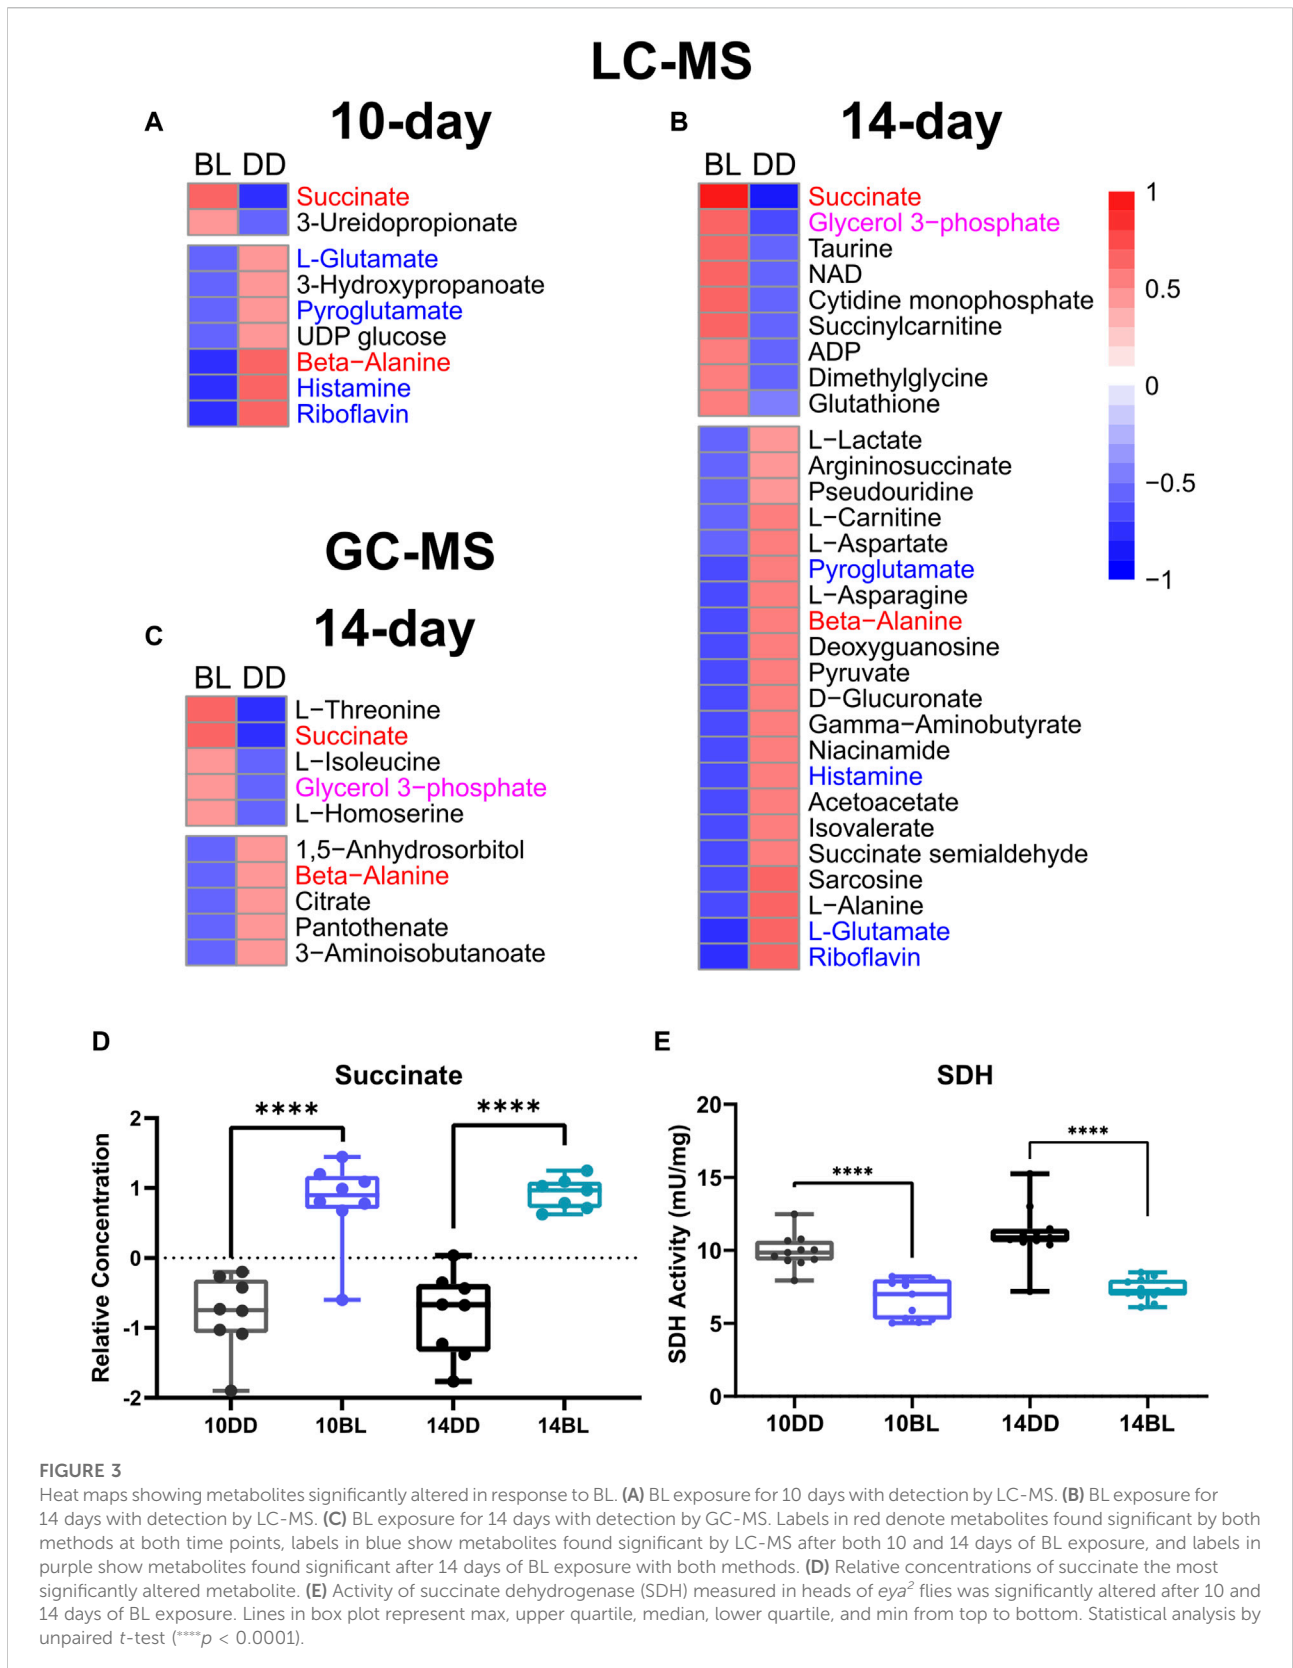 LC-MS
A
10-day
BL DD
Succinate
3-Ureidopropionate
L-Glutamate
3-Hydroxypropanoate
Pyroglutamate
UDP glucose
Beta−Alanine
Histamine
Riboflavin
B
14-day
BL DD
Succinate
Glycerol 3−phosphate
Taurine
NAD
Cytidine monophosphate
Succinylcarnitine
ADP
Dimethylglycine
Glutathione
L−Lactate
Argininosuccinate
Pseudouridine
L−Carnitine
L−Aspartate
Pyroglutamate
L−Asparagine
Beta−Alanine
Deoxyguanosine
Pyruvate
D−Glucuronate
Gamma−Aminobutyrate
Niacinamide
Histamine
Acetoacetate
Isovalerate
Succinate semialdehyde
Sarcosine
L−Alanine
L-Glutamate
Riboflavin
1
0.5
0
−0.5
−1
GC-MS
C
14-day
BL DD
L−Threonine
Succinate
L−Isoleucine
Glycerol 3−phosphate
L−Homoserine
1,5−Anhydrosorbitol
Beta−Alanine
Citrate
Pantothenate
3−Aminoisobutanoate
D
Succinate
Relative Concentration
2
1
0
-1
-2
****
****
10DD 10BL 14DD 14BL
E
SDH
SDH Activity (mU/mg)
20
15
10
5
0
****
****
10DD 10BL 14DD 14BL
FIGURE 3
Heat maps showing metabolites significantly altered in response to BL. (A) BL exposure for 10 days with detection by LC-MS. (B) BL exposure for
14 days with detection by LC-MS. (C) BL exposure for 14 days with detection by GC-MS. Labels in red denote metabolites found significant by both
methods at both time points, labels in blue show metabolites found significant by LC-MS after both 10 and 14 days of BL exposure, and labels in
purple show metabolites found significant after 14 days of BL exposure with both methods. (D) Relative concentrations of succinate the most
significantly altered metabolite. (E) Activity of succinate dehydrogenase (SDH) measured in heads of eya² flies was significantly altered after 10 and
14 days of BL exposure. Lines in box plot represent max, upper quartile, median, lower quartile, and min from top to bottom. Statistical analysis by
unpaired t-test (****p < 0.0001).